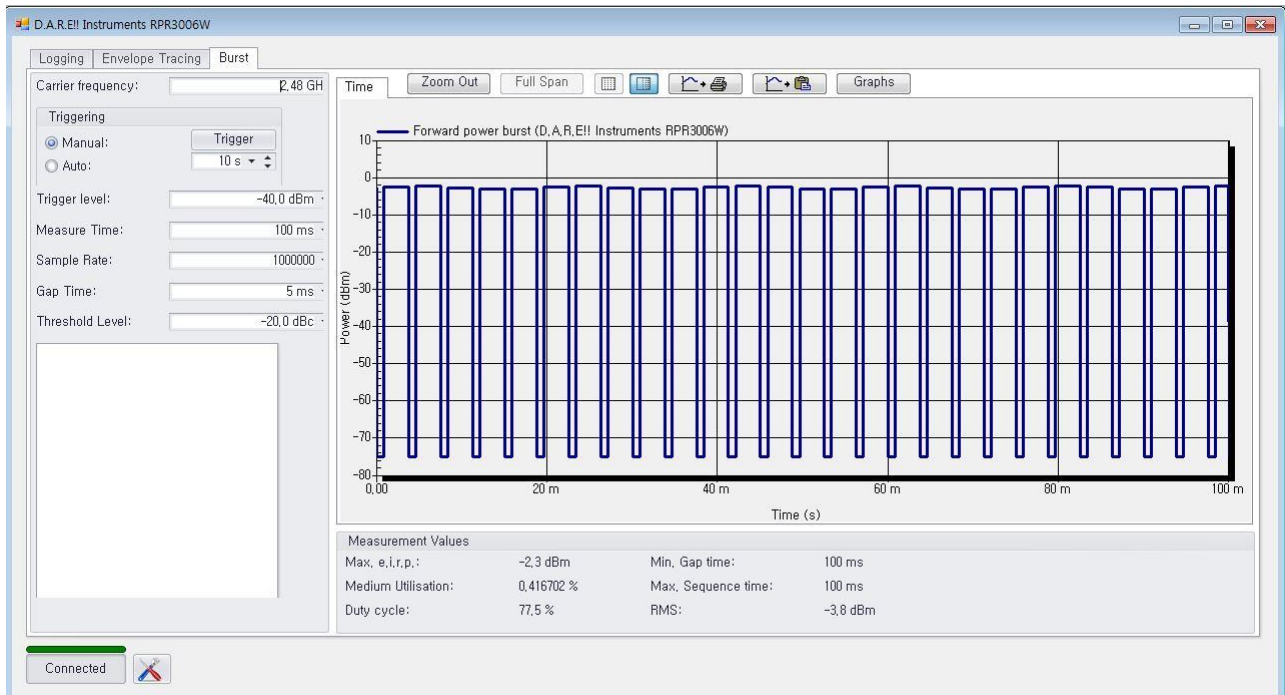 D.A.R.E!! Instruments RPR3006W
Logging Envelope Tracing Burst
Carrier frequency: 2,48 GH
Triggering
Manual: Trigger
Auto: 10 s
Trigger level: -40,0 dBm
Measure Time: 100 ms
Sample Rate: 1000000
Gap Time: 5 ms
Threshold Level: -20,0 dBc
Time Zoom Out Full Span Graphs
Forward power burst (D,A,R,E!! Instruments RPR3006W)
10
0
-10
-20
-30
-40
-50
-60
-70
-80
Power (dBm)
0,00 20 m 40 m 60 m 80 m 100 m
Time (s)
Measurement Values
Max, e,i,r,p,: -2,3 dBm Min, Gap time: 100 ms
Medium Utilisation: 0,416702 % Max, Sequence time: 100 ms
Duty cycle: 77,5 % RMS: -3,8 dBm
Connected